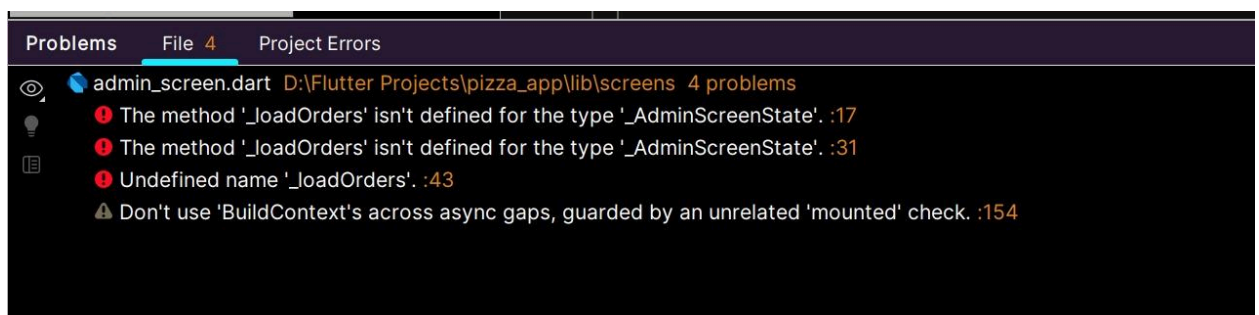 Problems File 4 Project Errors
admin_screen.dart D:\Flutter Projects\pizza_app\lib\screens 4 problems
The method '_loadOrders' isn't defined for the type '_AdminScreenState'. :17
The method '_loadOrders' isn't defined for the type '_AdminScreenState'. :31
Undefined name '_loadOrders'. :43
Don't use 'BuildContext's across async gaps, guarded by an unrelated 'mounted' check. :154